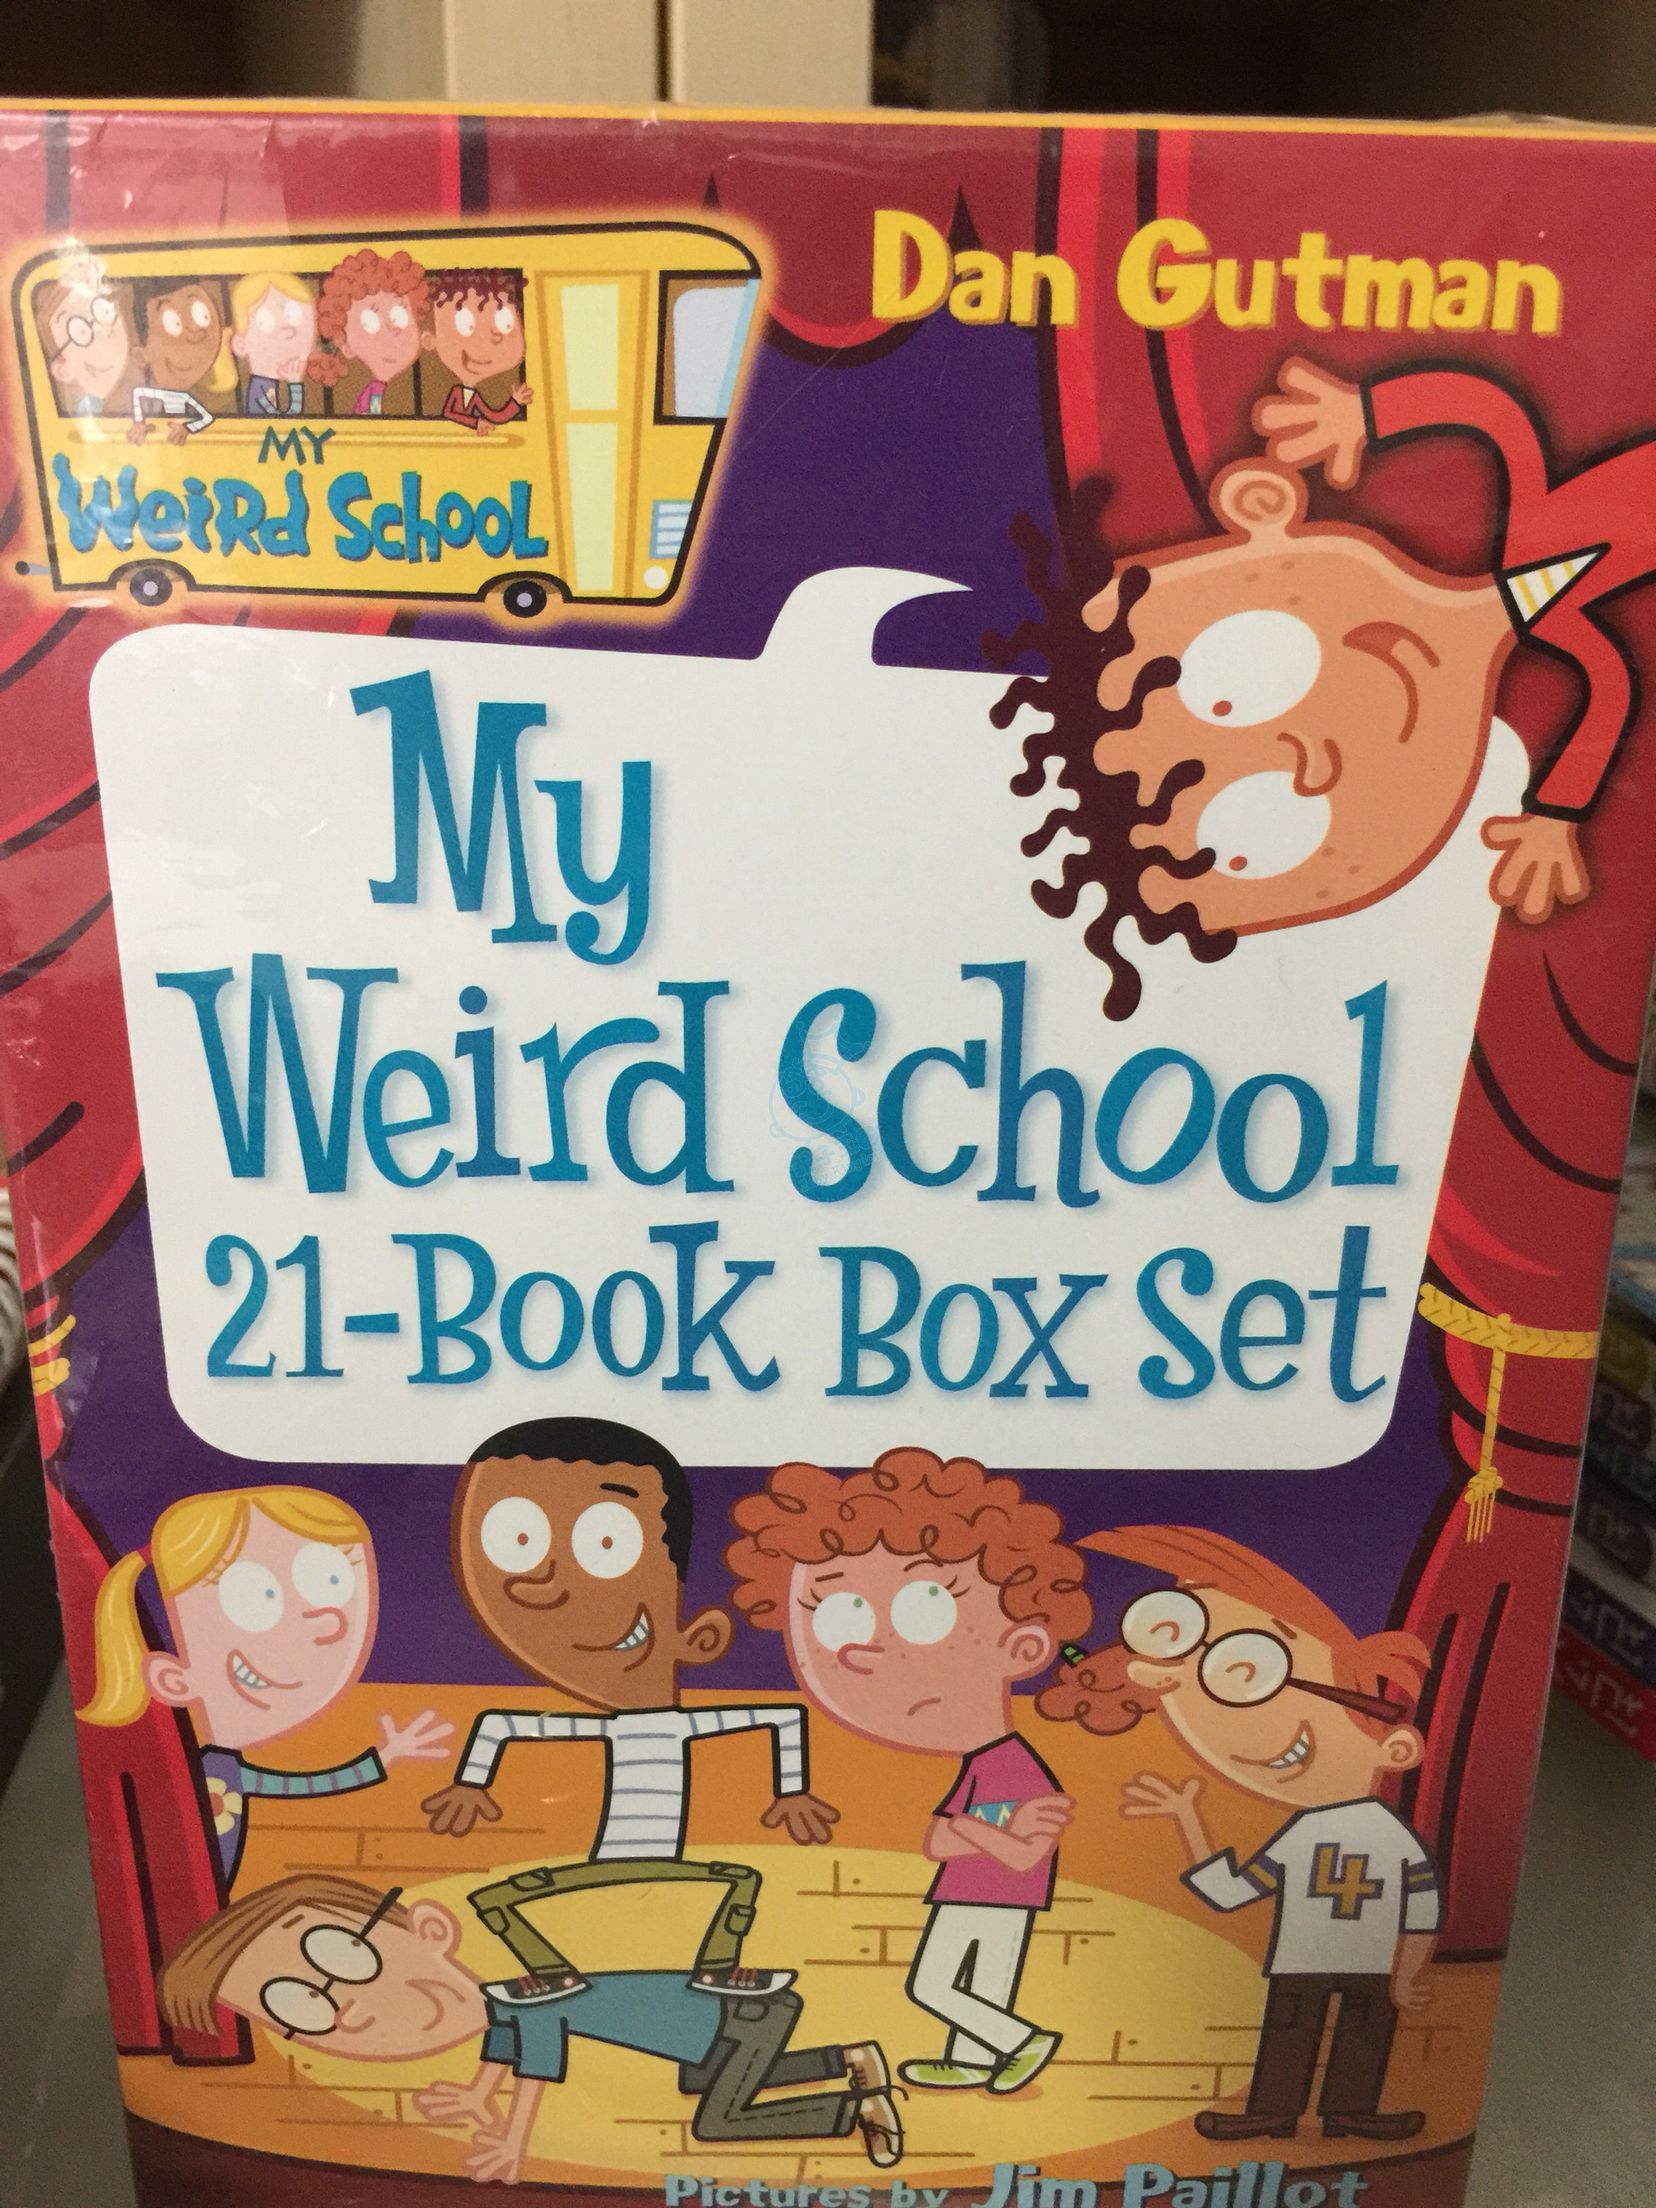 Dan Gutman
MY
Weird School
My
Weird School
21-Book Box Set
4
Pictures by Jim Paillot